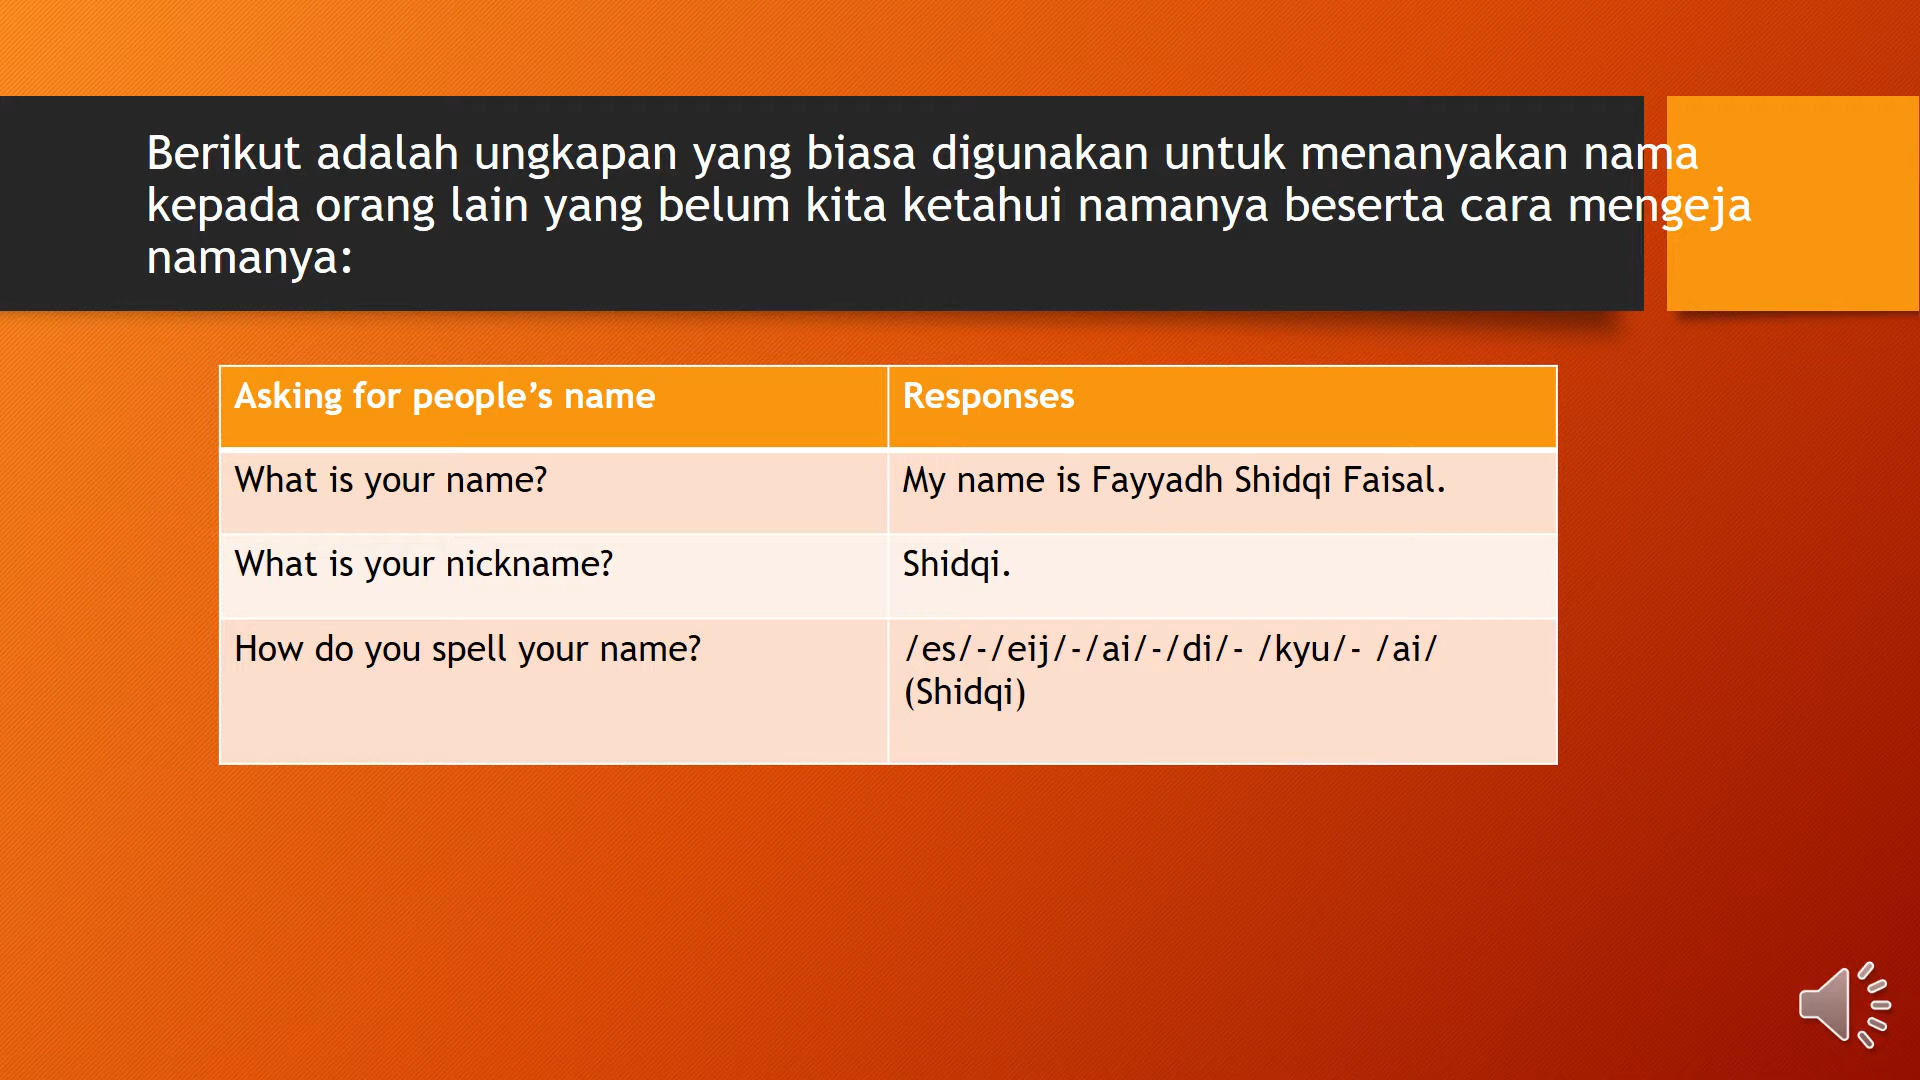 Berikut adalah ungkapan yang biasa digunakan untuk menanyakan nama
kepada orang lain yang belum kita ketahui namanya beserta cara mengeja
namanya:
Asking for people’s name Responses
What is your name? My name is Fayyadh Shidqi Faisal.
What is your nickname? Shidqi.
How do you spell your name? /es/-/eij/-/ai/-/di/- /kyu/- /ai/
(Shidqi)